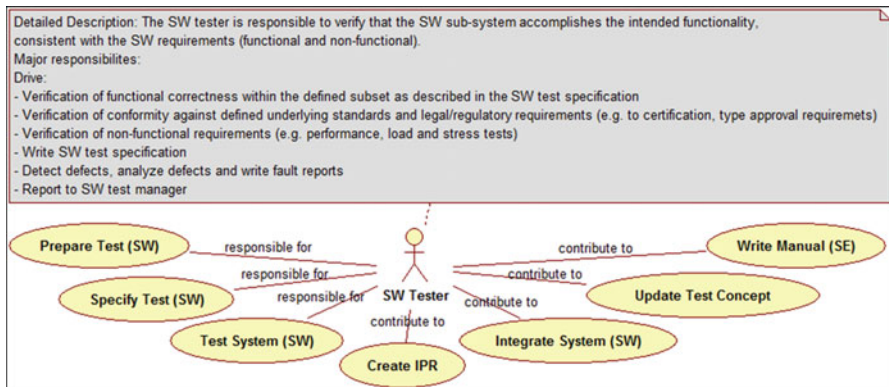 Detailed Description: The SW tester is responsible to verify that the SW sub-system accomplishes the intended functionality,
consistent with the SW requirements (functional and non-functional).
Major responsibilites:
Drive:
- Verification of functional correctness within the defined subset as described in the SW test specification
- Verification of conformity against defined underlying standards and legal/regulatory requirements (e.g. to certification, type approval requiremets)
- Verification of non-functional requirements (e.g. performance, load and stress tests)
- Write SW test specification
- Detect defects, analyze defects and write fault reports
- Report to SW test manager
Prepare Test (SW)
responsible for
contribute to
Write Manual (SE)
Specify Test (SW)
responsible for
contribute to
Update Test Concept
responsible for
SW Tester
contribute to
Test System (SW)
contribute to
Integrate System (SW)
Create IPR